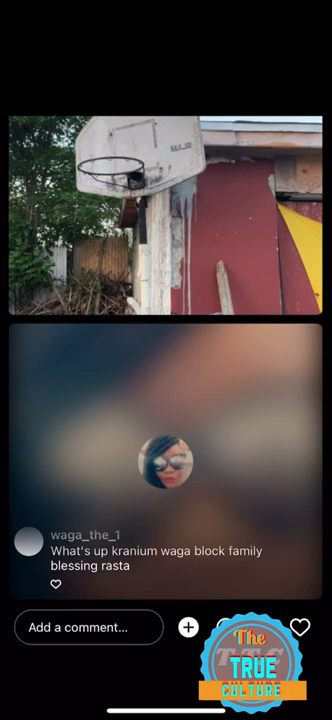 waga_the_1
What's up kranium waga block family
blessing rasta
Add a comment...
The
TRUE
CULTURE